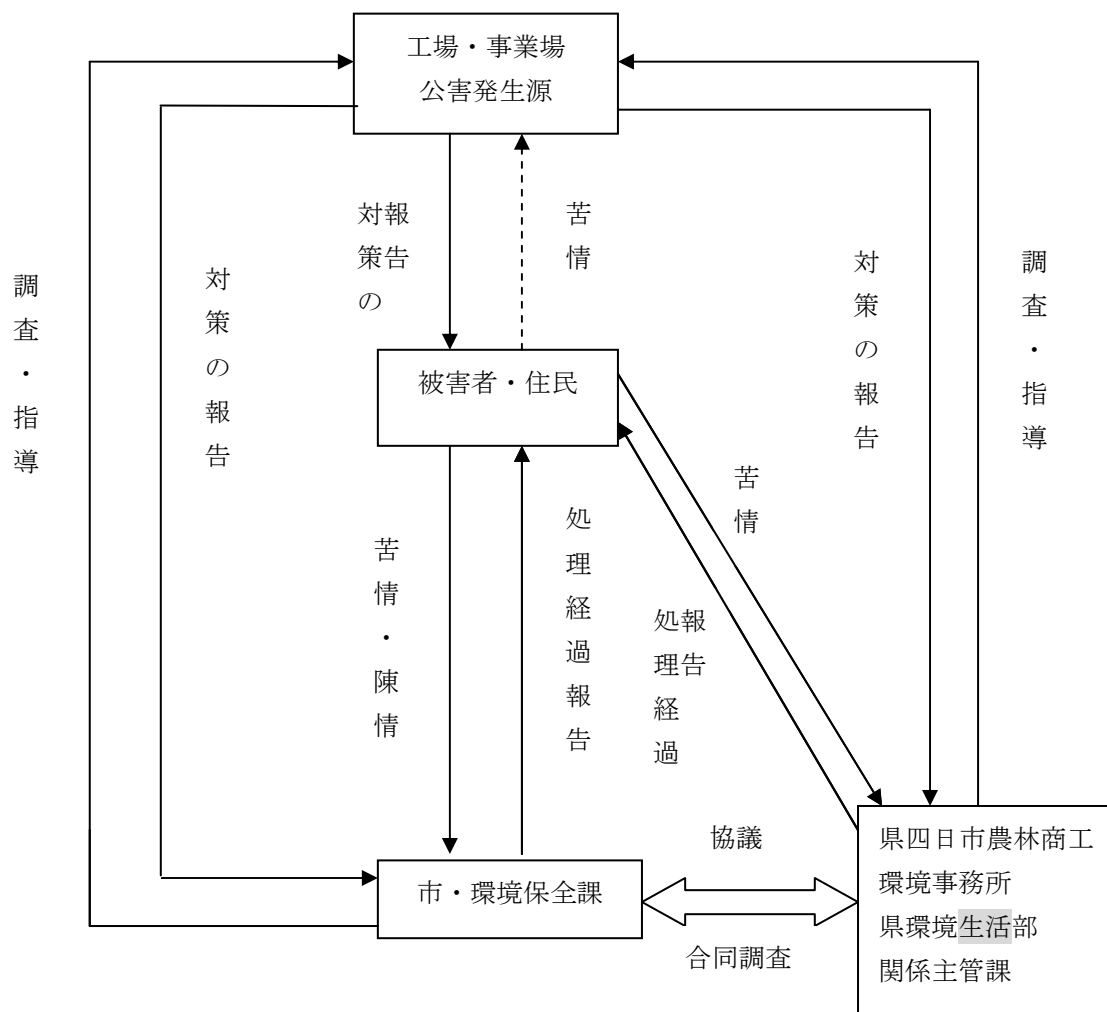 工場・事業場
公害発生源
対策の
報告
苦情
調査・指導
対策の報告
対策の報告
調査・指導
被害者・住民
苦情
苦情・陳情
処理経過報告
処理経過
報告
協議
市・環境保全課
合同調査
県四日市農林商工
環境事務所
県環境生活部
関係主管課